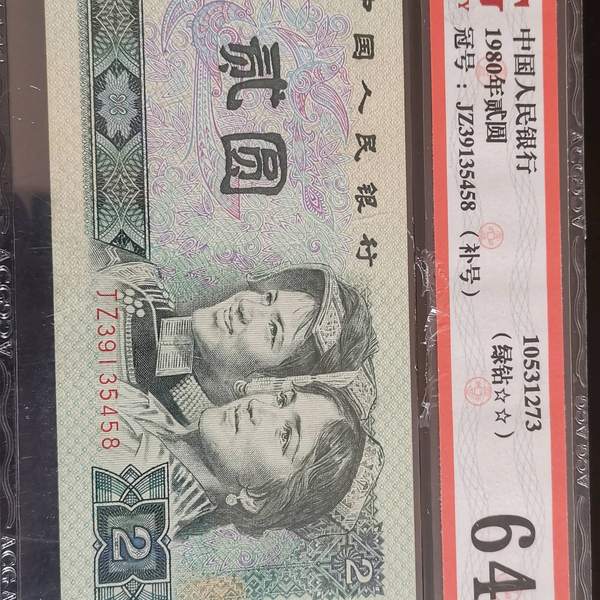 中国人民银行
1980年贰圆
冠号：JZ39135458（补号）
10531273
（绿钻☆☆）
64
中国人民银行
贰圆
JZ39135458
2
2